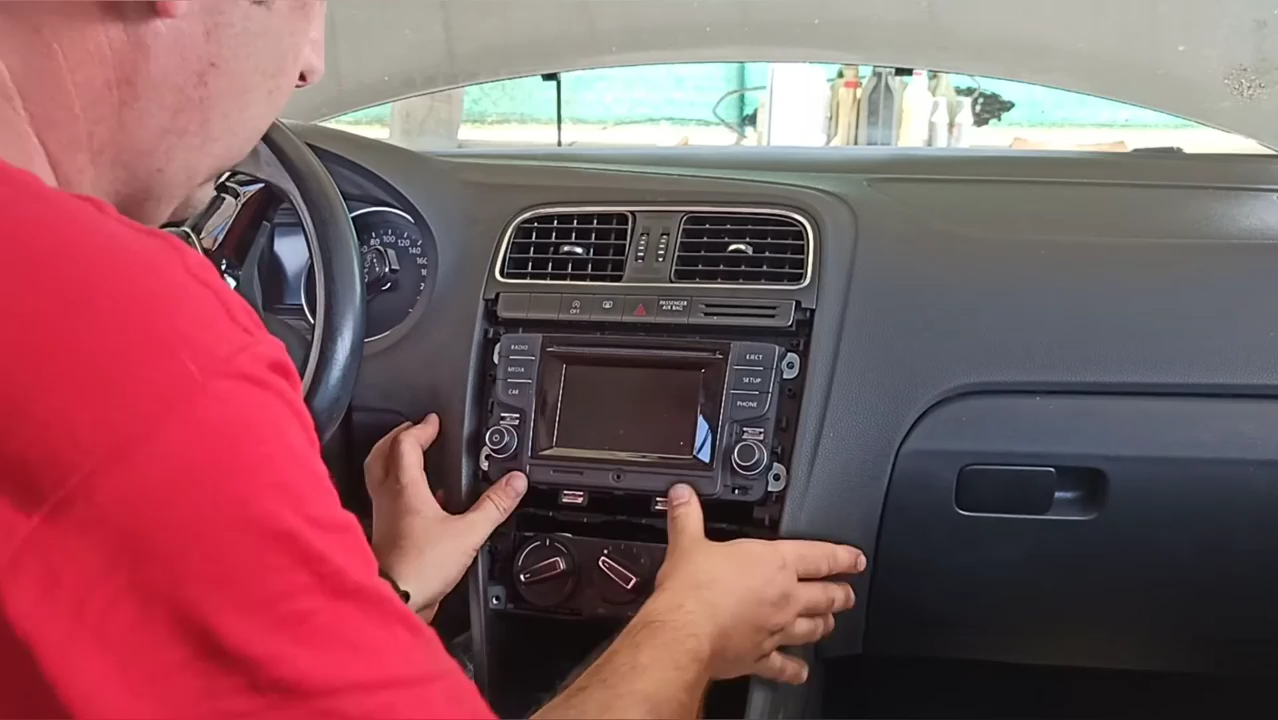 80 100 120
140
160
OFF
PASSENGER
AIR BAG
RADIO
MEDIA
CAR
EJECT
SETUP
PHONE